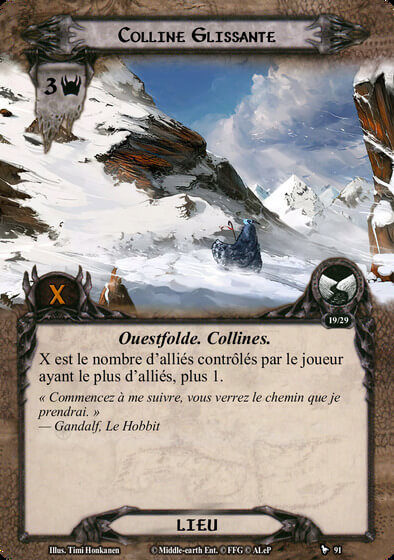 COLLINE GLISSANTE
3
X
19/29
Ouestfolde. Collines.
X est le nombre d'alliés contrôlés par le joueur
ayant le plus d'alliés, plus 1.
« Commencez à me suivre, vous verrez le chemin que je
prendrai. »
— Gandalf, Le Hobbit
LIEU
Illus. Timi Honkanen ©Middle-earth Ent. © FFG © ALeP 91